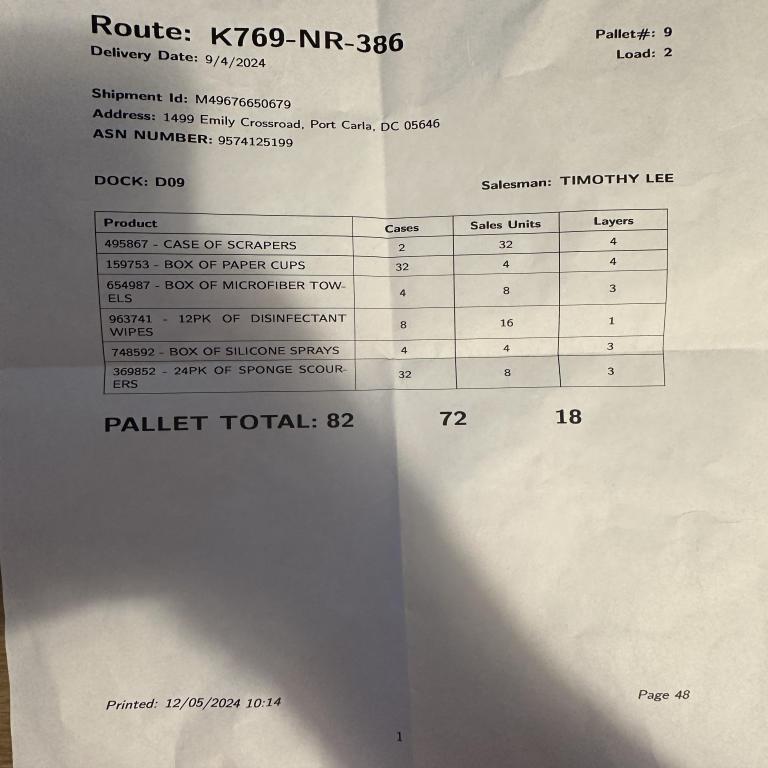 Route: K769-NR-386
Pallet#: 9
Delivery Date: 9/4/2024
Load: 2
Shipment Id: M49676650679
Address: 1499 Emily Crossroad, Port Carla, DC 05646
ASN NUMBER: 9574125199
DOCK: D09
Salesman: TIMOTHY LEE
Product Cases Sales Units Layers
495867 - CASE OF SCRAPERS 2 32 4
159753 - BOX OF PAPER CUPS 32 4 4
654987 - BOX OF MICROFIBER TOW-
ELS 4 8 3
963741 - 12PK OF DISINFECTANT
WIPES 8 16 1
748592 - BOX OF SILICONE SPRAYS 4 4 3
369852 - 24PK OF SPONGE SCOUR-
ERS 32 8 3
PALLET TOTAL: 82 72 18
Printed: 12/05/2024 10:14
Page 48
1